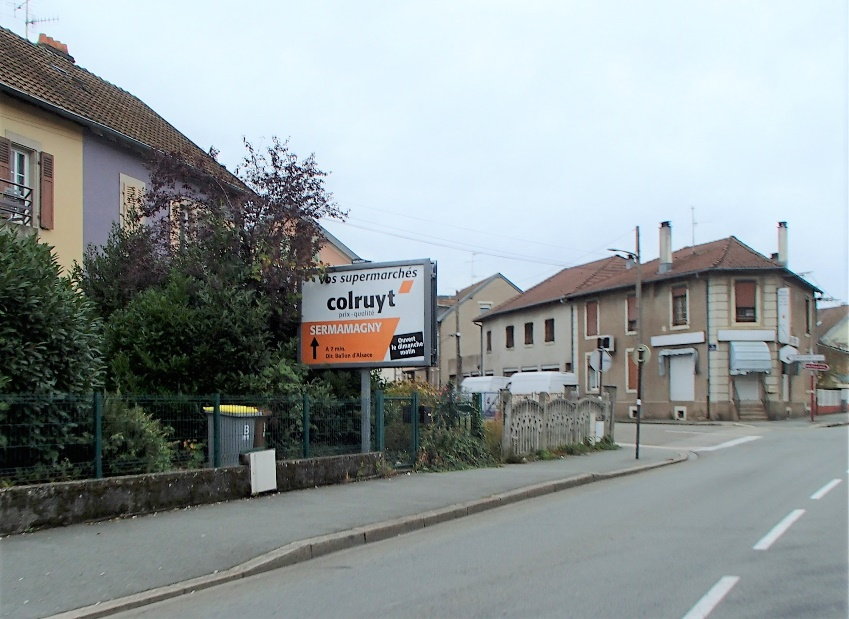 vos supermarchés
colruyt
prix-qualité
SERMAMAGNY
A 7 min.
Dir. Ballon d'Alsace
Ouvert
le dimanche
matin